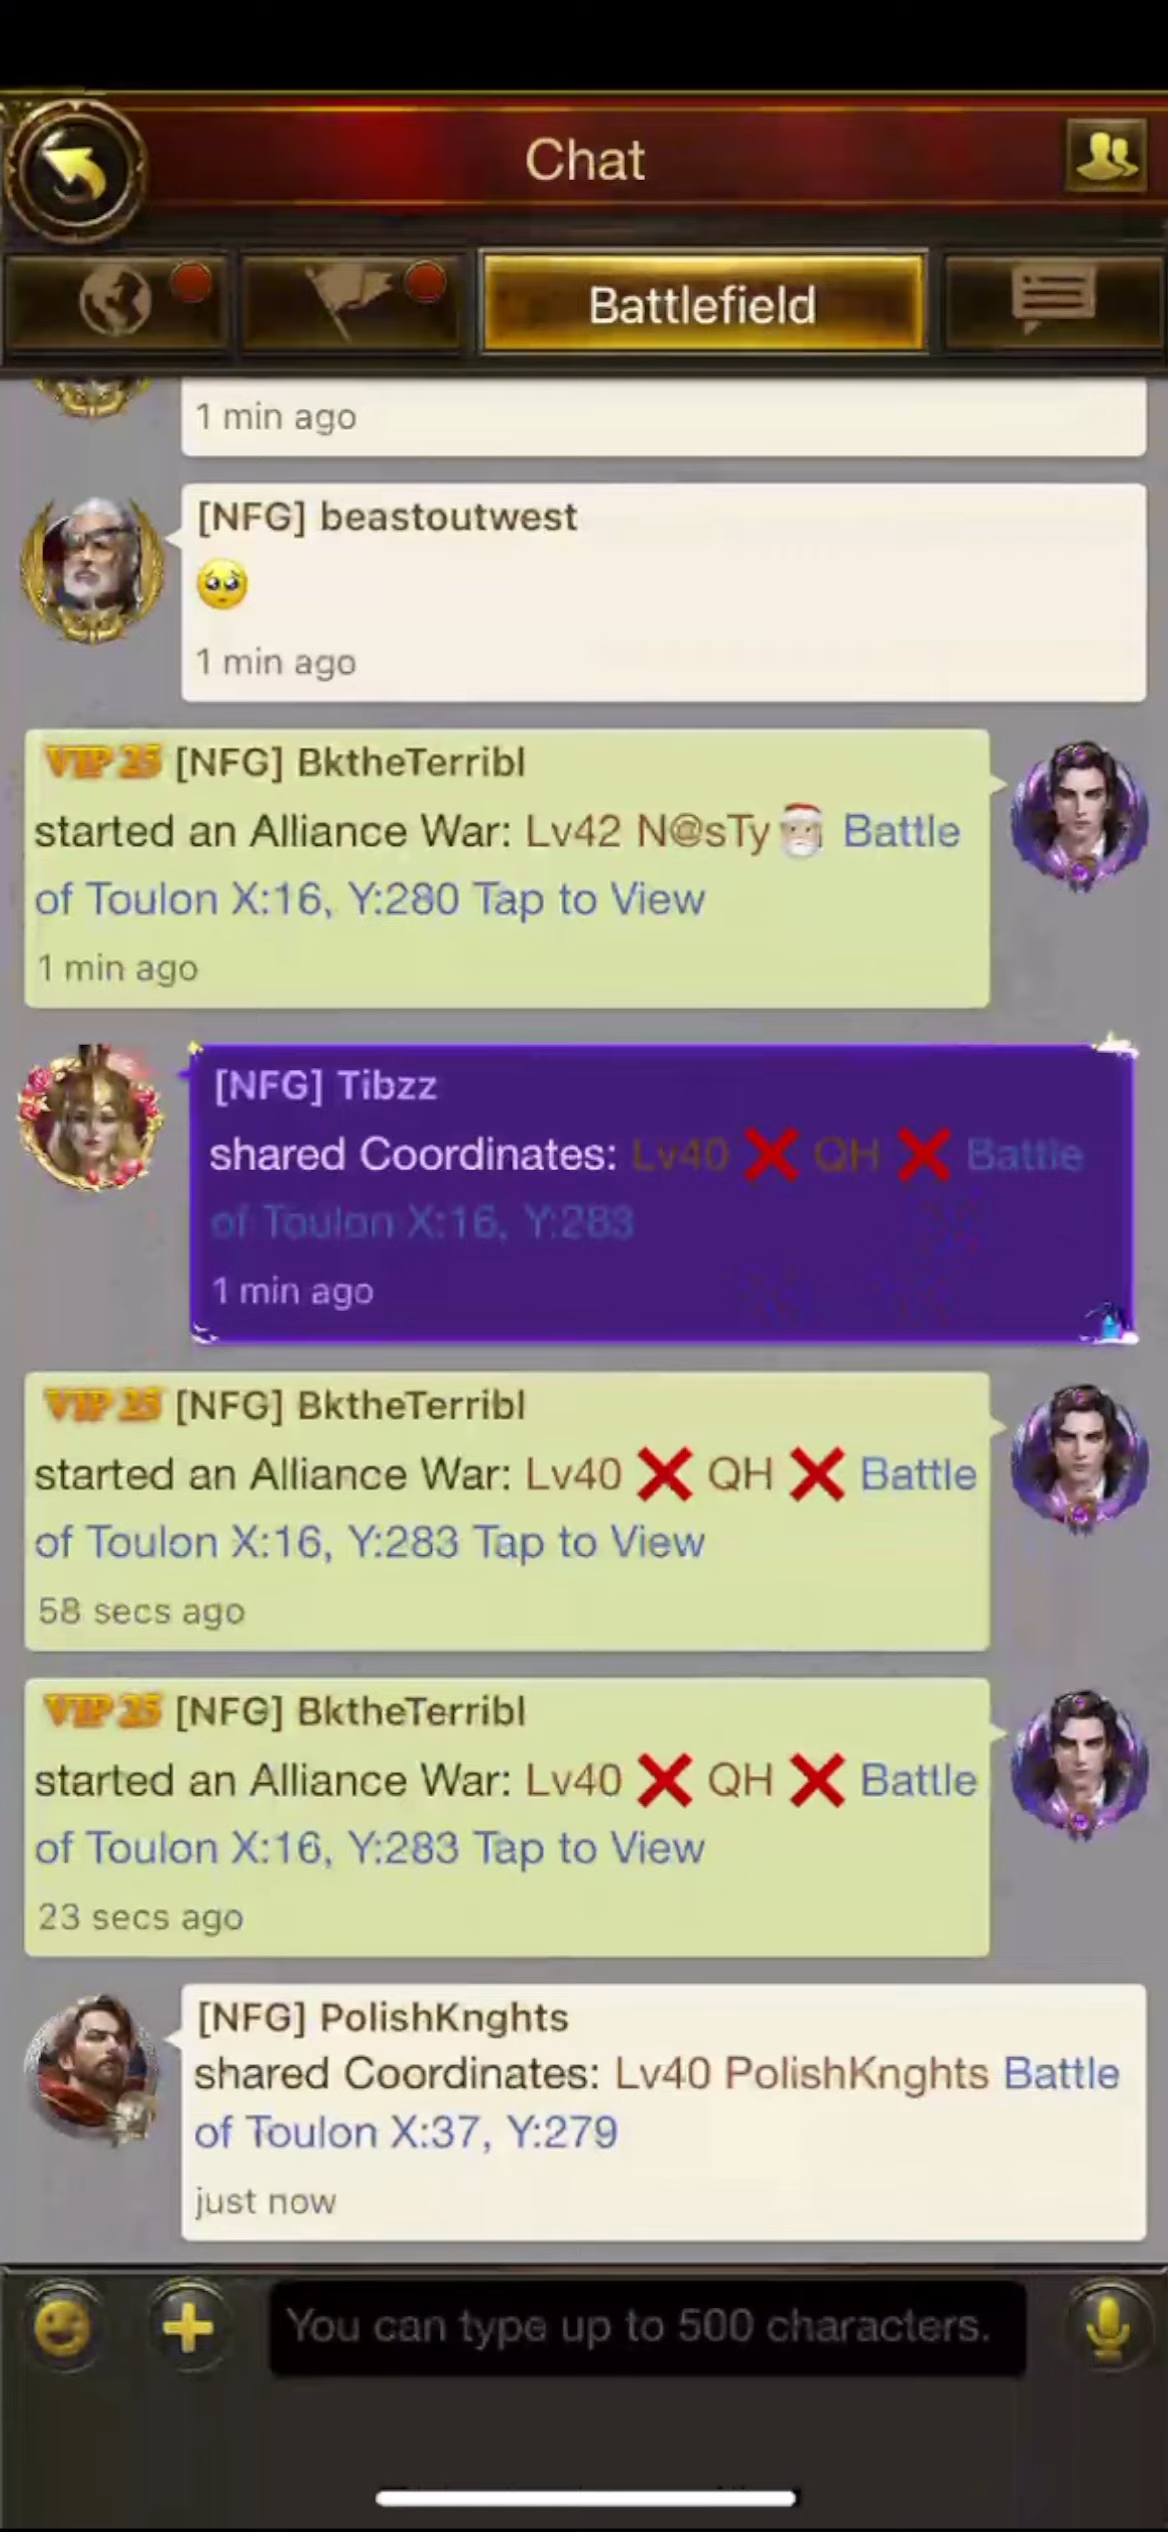 Chat
Battlefield
1 min ago
[NFG] beastoutwest
🥺
1 min ago
VIP 25 [NFG] BktheTerribl
started an Alliance War: Lv42 N@sTy🎅🏻 Battle
of Toulon X:16, Y:280 Tap to View
1 min ago
[NFG] Tibzz
shared Coordinates: Lv40 ❌ QH ❌ Battle
of Toulon X:16, Y:283
1 min ago
VIP 25 [NFG] BktheTerribl
started an Alliance War: Lv40 ❌ QH ❌ Battle
of Toulon X:16, Y:283 Tap to View
58 secs ago
VIP 25 [NFG] BktheTerribl
started an Alliance War: Lv40 ❌ QH ❌ Battle
of Toulon X:16, Y:283 Tap to View
23 secs ago
[NFG] PolishKnghts
shared Coordinates: Lv40 PolishKnghts Battle
of Toulon X:37, Y:279
just now
You can type up to 500 characters.